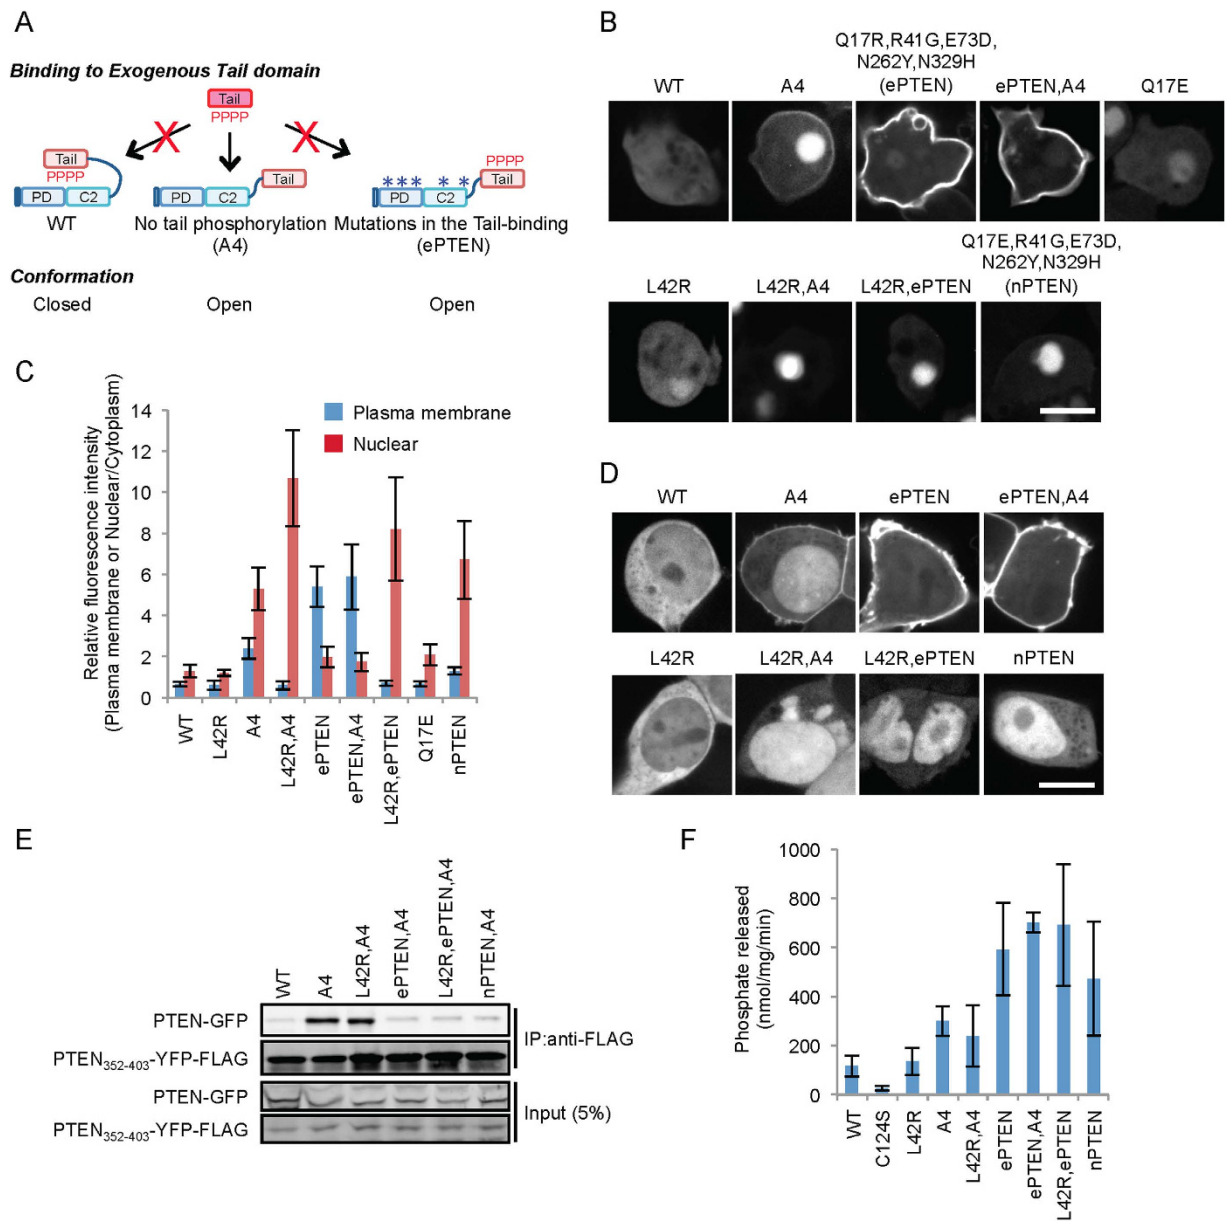 A
Binding to Exogenous Tail domain
Tail
PPPP
X
X
Tail
PPPP
PD
C2
WT
PD
C2
Tail
No tail phosphorylation
(A4)
PPPP
*** * *
Tail
PD
C2
Mutations in the Tail-binding
(ePTEN)
Conformation
Closed
Open
Open
B
WT
A4
Q17R,R41G,E73D,
N262Y,N329H
(ePTEN)
ePTEN,A4
Q17E
L42R
L42R,A4
L42R,ePTEN
Q17E,R41G,E73D,
N262Y,N329H
(nPTEN)
C
Relative fluorescence intensity
(Plasma membrane or Nuclear/Cytoplasm)
14
12
10
8
6
4
2
0
Plasma membrane
Nuclear
WT
L42R
A4
L42R,A4
ePTEN
ePTEN,A4
L42R,ePTEN
Q17E
nPTEN
D
WT
A4
ePTEN
ePTEN,A4
L42R
L42R,A4
L42R,ePTEN
nPTEN
E
WT
A4
L42R,A4
ePTEN,A4
L42R,ePTEN,A4
nPTEN,A4
PTEN-GFP
PTEN352-403-YFP-FLAG
IP:anti-FLAG
PTEN-GFP
PTEN352-403-YFP-FLAG
Input (5%)
F
Phosphate released
(nmol/mg/min)
1000
800
600
400
200
0
WT
C124S
L42R
A4
L42R,A4
ePTEN
ePTEN,A4
L42R,ePTEN
nPTEN